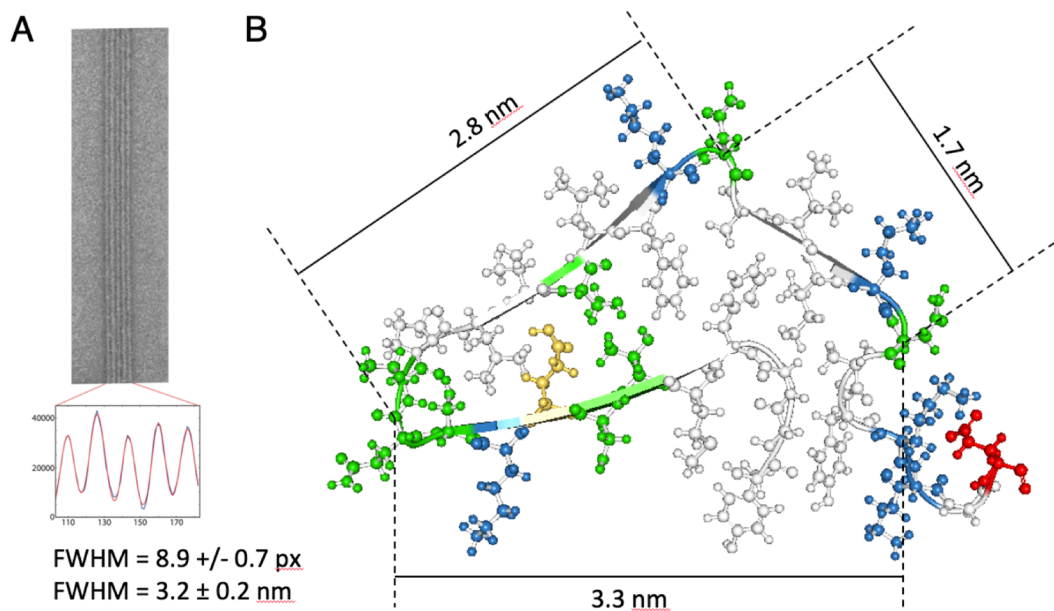 A
B
2.8 nm
1.7 nm
40000
20000
0
110 130 150 170
FWHM = 8.9 +/- 0.7 px
FWHM = 3.2 ± 0.2 nm
3.3 nm